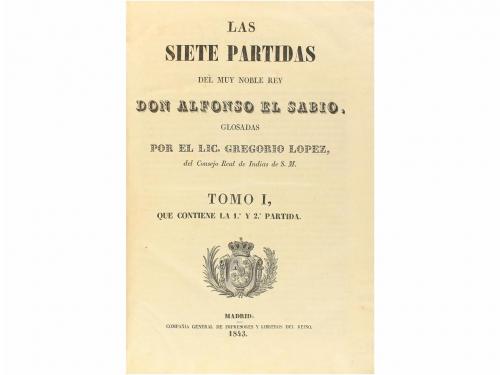 LAS
SIETE PARTIDAS
DEL MUY NOBLE REY
DON ALFONSO EL SABIO,
GLOSADAS
POR EL LIC. GREGORIO LOPEZ,
del Consejo Real de Indias de S. M.
TOMO I,
QUE CONTIENE LA 1.ª Y 2.ª PARTIDA.
MADRID:
COMPAÑIA GENERAL DE IMPRESORES Y LIBREROS DEL REINO.
1843.